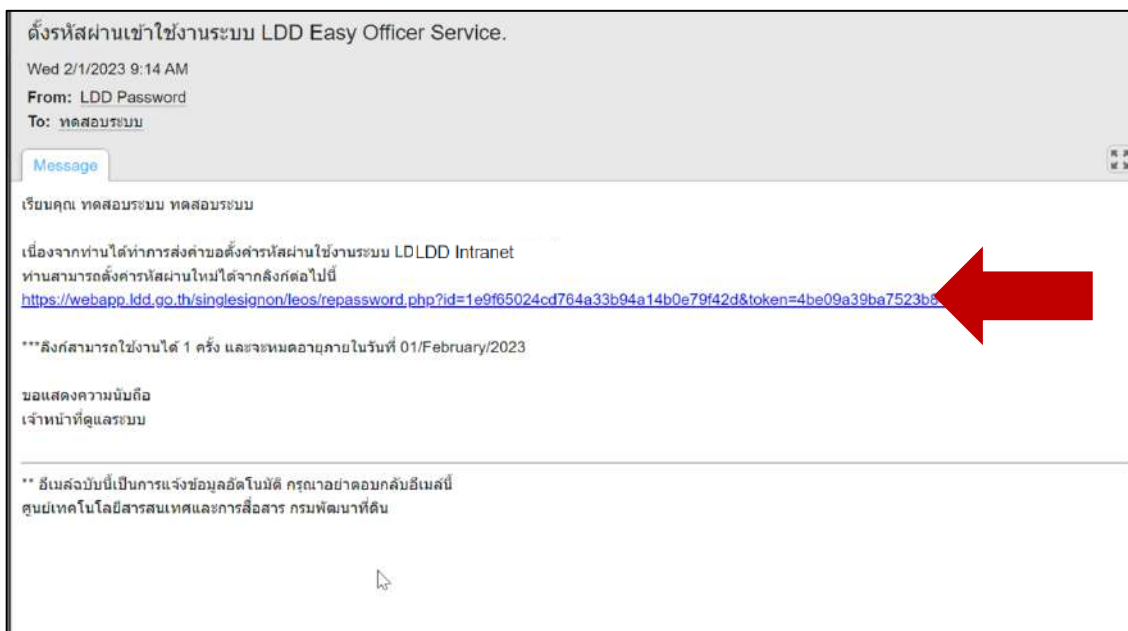 ตั้งรหัสผ่านเข้าใช้งานระบบ LDD Easy Officer Service.
Wed 2/1/2023 9:14 AM
From: LDD Password
To: ทดสอบระบบ
Message
เรียนคุณ ทดสอบระบบ ทดสอบระบบ
เนื่องจากท่านได้ทำการส่งคำขอตั้งค่ารหัสผ่านใช้งานระบบ LDLDD Intranet
ท่านสามารถตั้งค่ารหัสผ่านใหม่ได้จากลิงก์ต่อไปนี้
https://webapp.ldd.go.th/singlesignon/leos/repassword.php?id=1e9f65024cd764a33b94a14b0e79f42d&token=4be09a39ba7523b
***ลิงก์สามารถใช้งานได้ 1 ครั้ง และจะหมดอายุภายในวันที่ 01/February/2023
ขอแสดงความนับถือ
เจ้าหน้าที่ดูแลระบบ
** อีเมล์ฉบับนี้เป็นการแจ้งข้อมูลอัตโนมัติ กรุณาอย่าตอบกลับอีเมล์นี้
ศูนย์เทคโนโลยีสารสนเทศและการสื่อสาร กรมพัฒนาที่ดิน